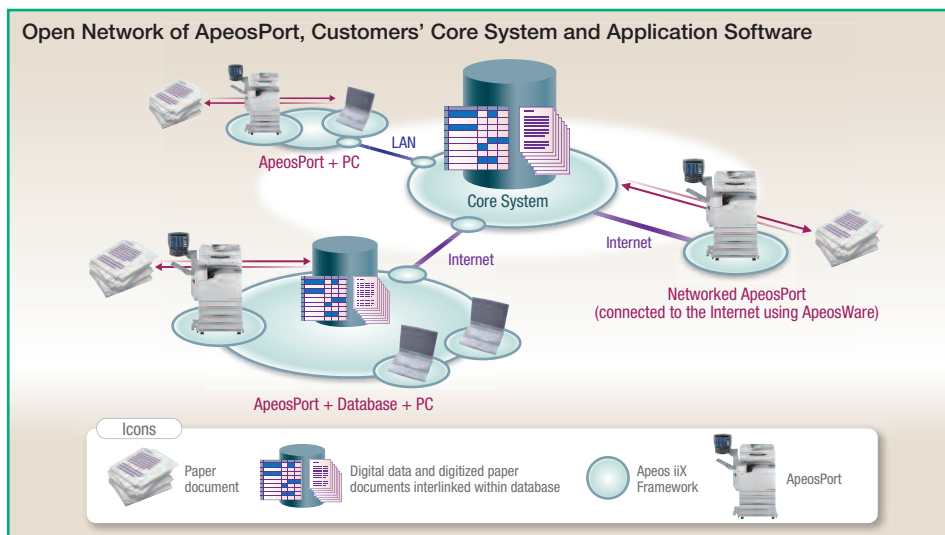 Open Network of ApeosPort, Customers’ Core System and Application Software
LAN
ApeosPort + PC
Core System
Internet
Internet
Networked ApeosPort
(connected to the Internet using ApeosWare)
ApeosPort + Database + PC
Icons
Paper
document
Digital data and digitized paper
documents interlinked within database
Apeos iiX
Framework
ApeosPort